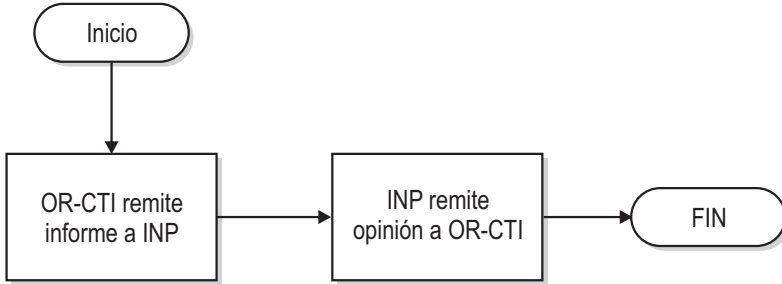 Inicio
OR-CTI remite
informe a INP
INP remite
opinión a OR-CTI
FIN